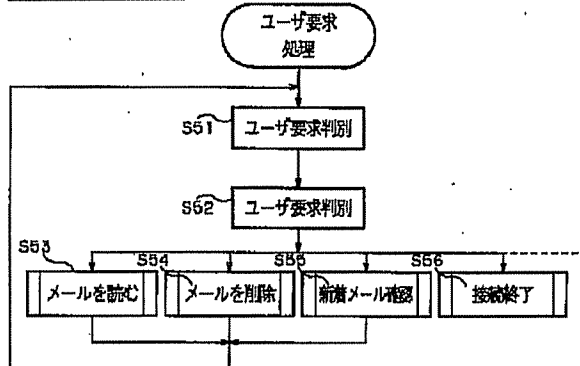 ユーザ要求
処理
S51
ユーザ要求判別
S52
ユーザ要求判別
S53
S54
S55
S56
メールを読む
メールを削除
新着メール確認
接続終了